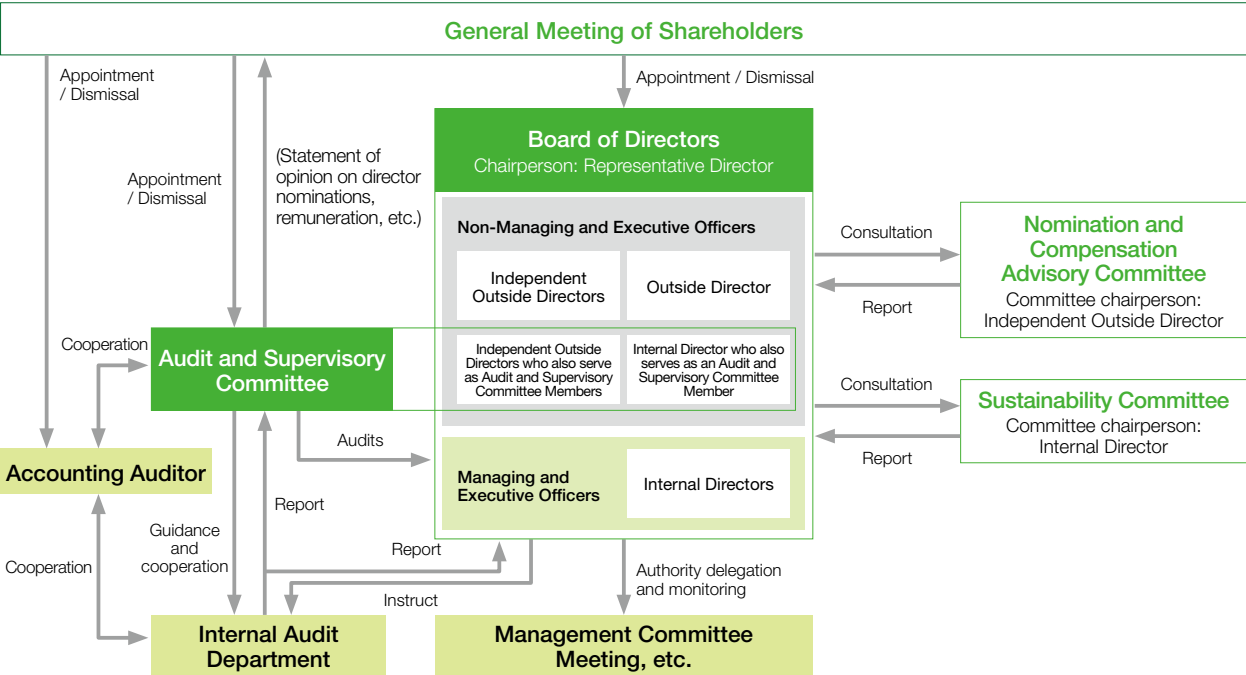 General Meeting of Shareholders
Appointment
/ Dismissal
Appointment
/ Dismissal
(Statement of
opinion on director
nominations,
remuneration, etc.)
Appointment / Dismissal
Board of Directors
Chairperson: Representative Director
Non-Managing and Executive Officers
Independent
Outside Directors
Outside Director
Independent Outside
Directors who also serve
as Audit and Supervisory
Committee Members
Internal Director who also
serves as an Audit and
Supervisory Committee
Member
Managing and
Executive Officers
Internal Directors
Consultation
Report
Nomination and
Compensation
Advisory Committee
Committee chairperson:
Independent Outside Director
Consultation
Report
Sustainability Committee
Committee chairperson:
Internal Director
Cooperation
Audit and Supervisory
Committee
Audits
Accounting Auditor
Cooperation
Guidance
and
cooperation
Report
Report
Instruct
Authority delegation
and monitoring
Internal Audit
Department
Management Committee
Meeting, etc.